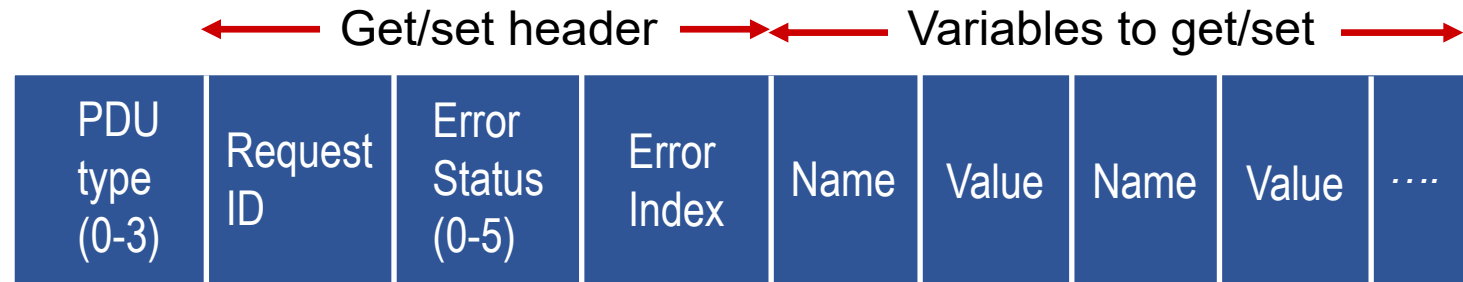 Get/set header
Variables to get/set
PDU
type
(0-3)
Request
ID
Error
Status
(0-5)
Error
Index
Name
Value
Name
Value
....